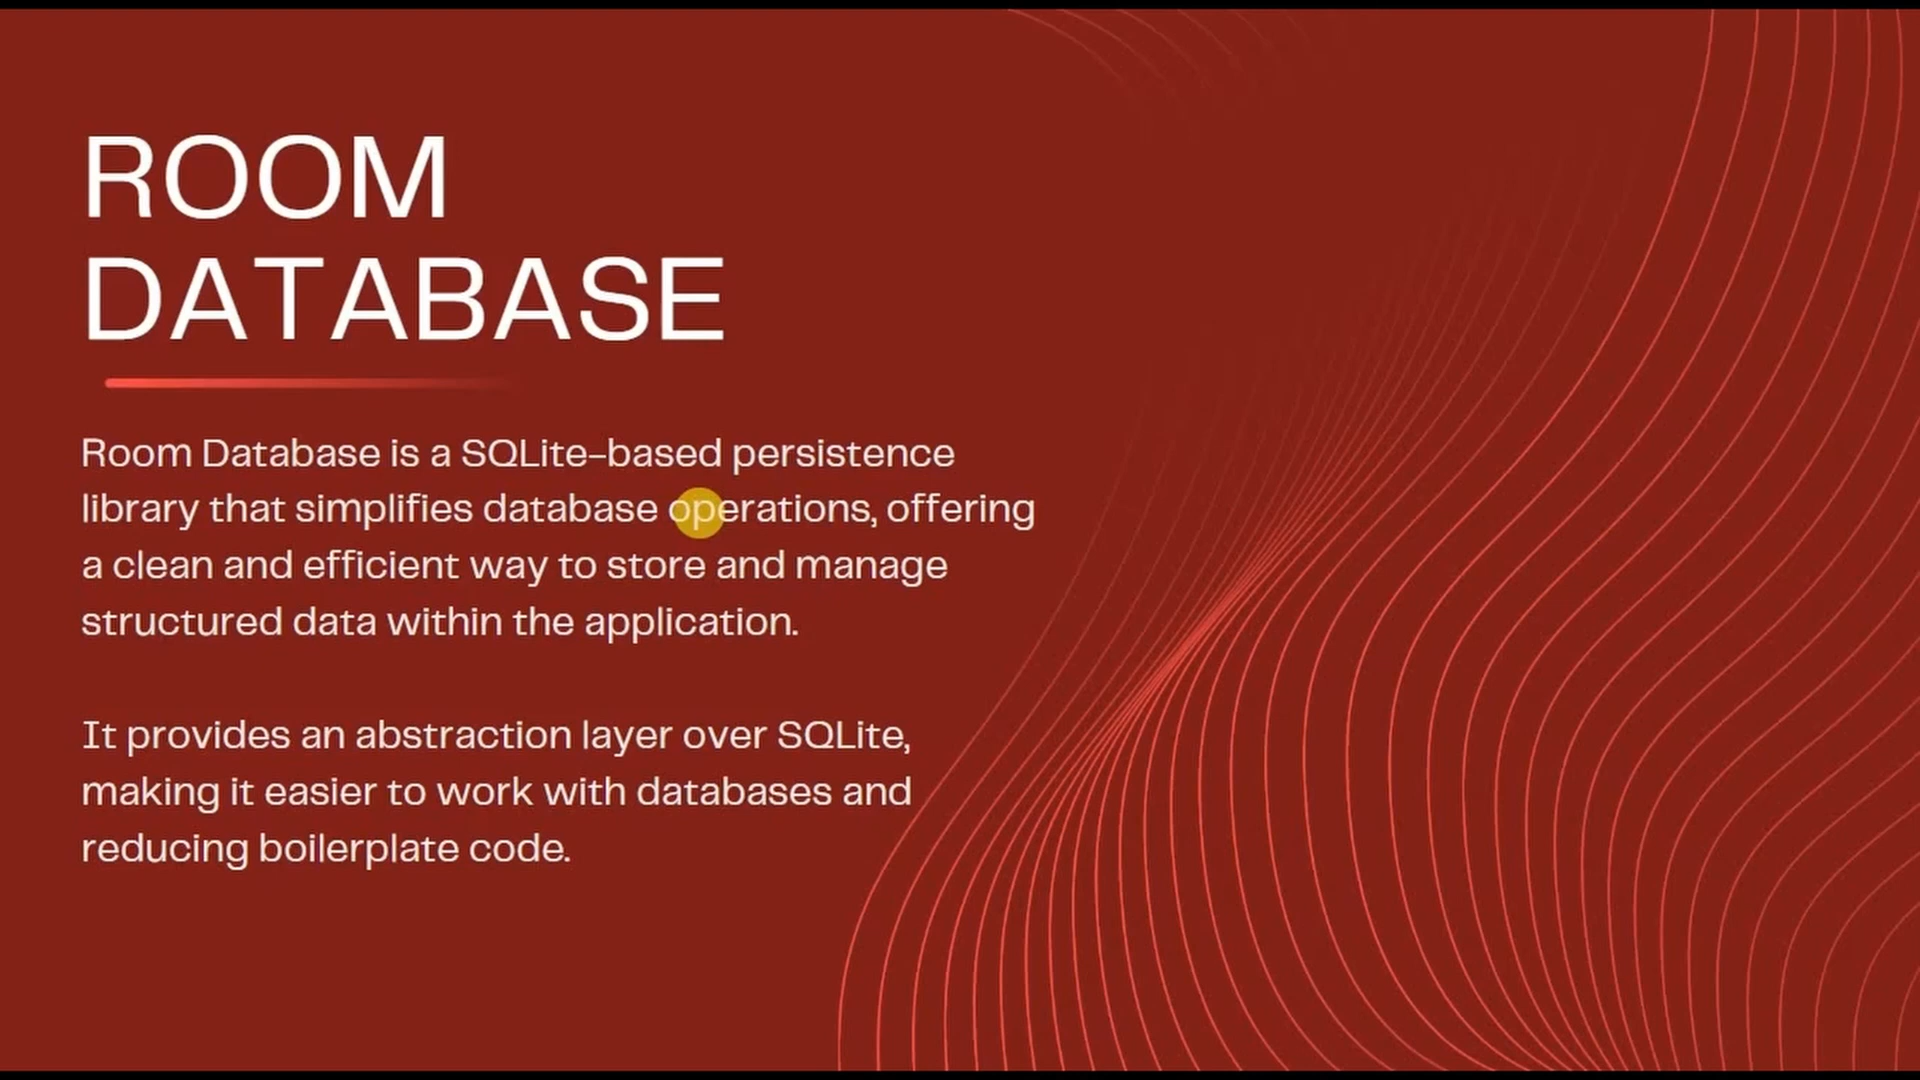 ROOM
DATABASE
Room Database is a SQLite-based persistence
library that simplifies database operations, offering
a clean and efficient way to store and manage
structured data within the application.
It provides an abstraction layer over SQLite,
making it easier to work with databases and
reducing boilerplate code.